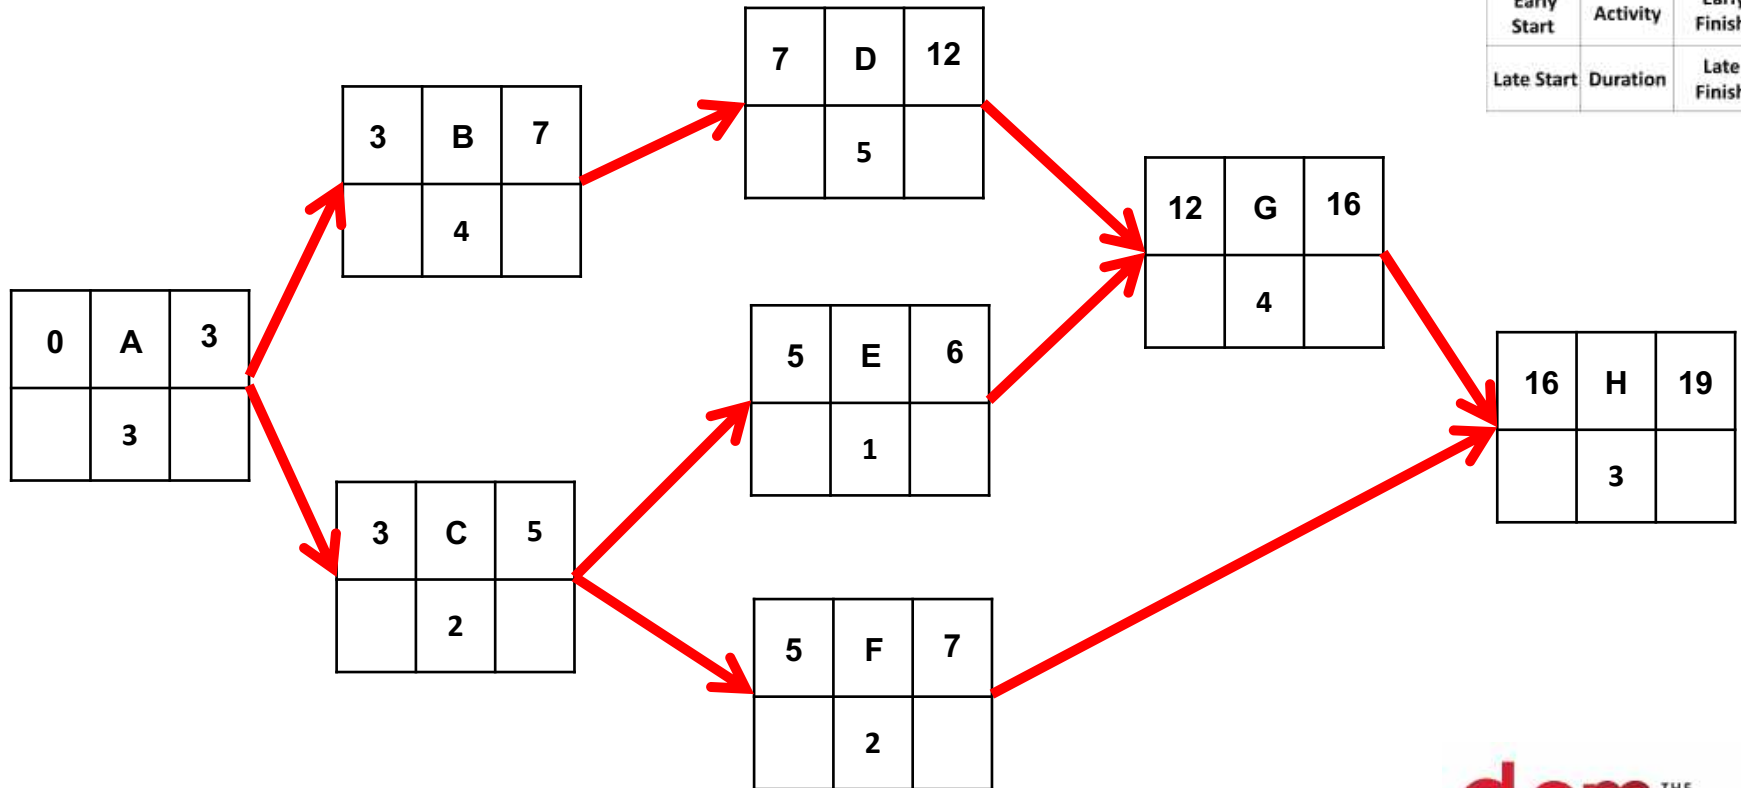 Early
Start Activity Early
Finish
Late Start Duration Late
Finish
7 D 12
5
3 B 7
4
12 G 16
4
0 A 3
3
5 E 6
1
16 H 19
3
3 C 5
2
5 F 7
2
THE